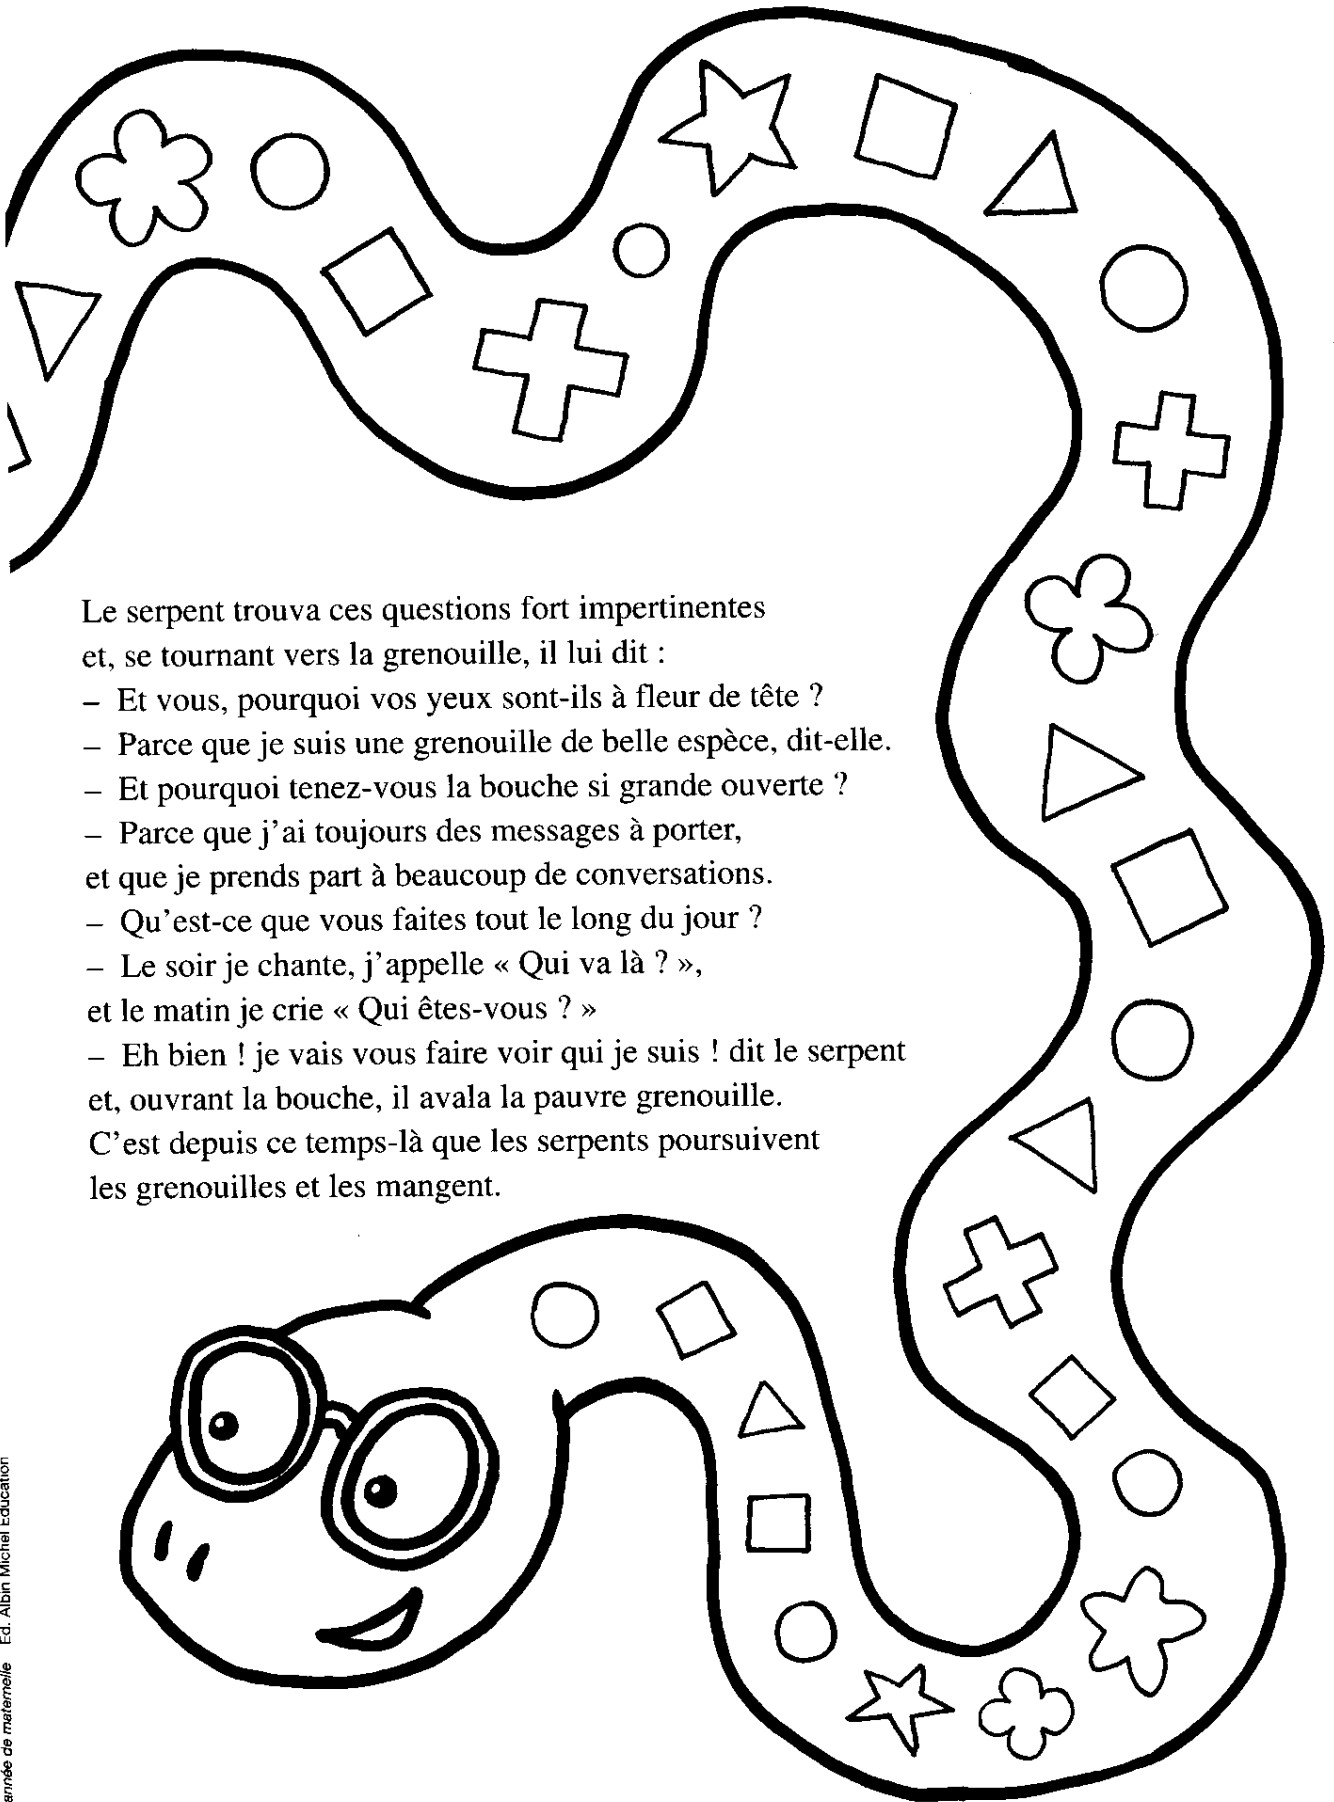 Le serpent trouva ces questions fort impertinentes
et, se tournant vers la grenouille, il lui dit :
– Et vous, pourquoi vos yeux sont-ils à fleur de tête ?
– Parce que je suis une grenouille de belle espèce, dit-elle.
– Et pourquoi tenez-vous la bouche si grande ouverte ?
– Parce que j’ai toujours des messages à porter,
et que je prends part à beaucoup de conversations.
– Qu’est-ce que vous faites tout le long du jour ?
– Le soir je chante, j’appelle « Qui va là ? »,
et le matin je crie « Qui êtes-vous ? »
– Eh bien ! je vais vous faire voir qui je suis ! dit le serpent
et, ouvrant la bouche, il avala la pauvre grenouille.
C’est depuis ce temps-là que les serpents poursuivent
les grenouilles et les mangent.
année de maternelle Ed. Albin Michel Education